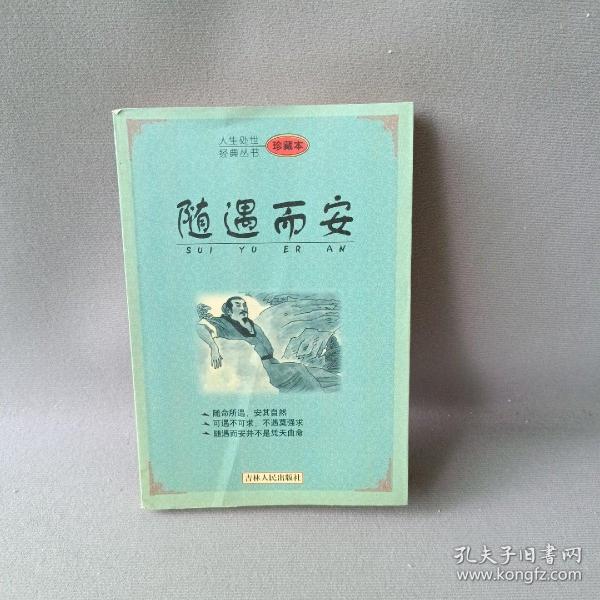 人生处世
经典丛书
珍藏本
随遇而安
SUI YU ER AN
随命所遇，安其自然
可遇不可求，不遇莫强求
随遇而安并不是凭天由命
吉林人民出版社
孔夫子旧书网
www.kongfz.com